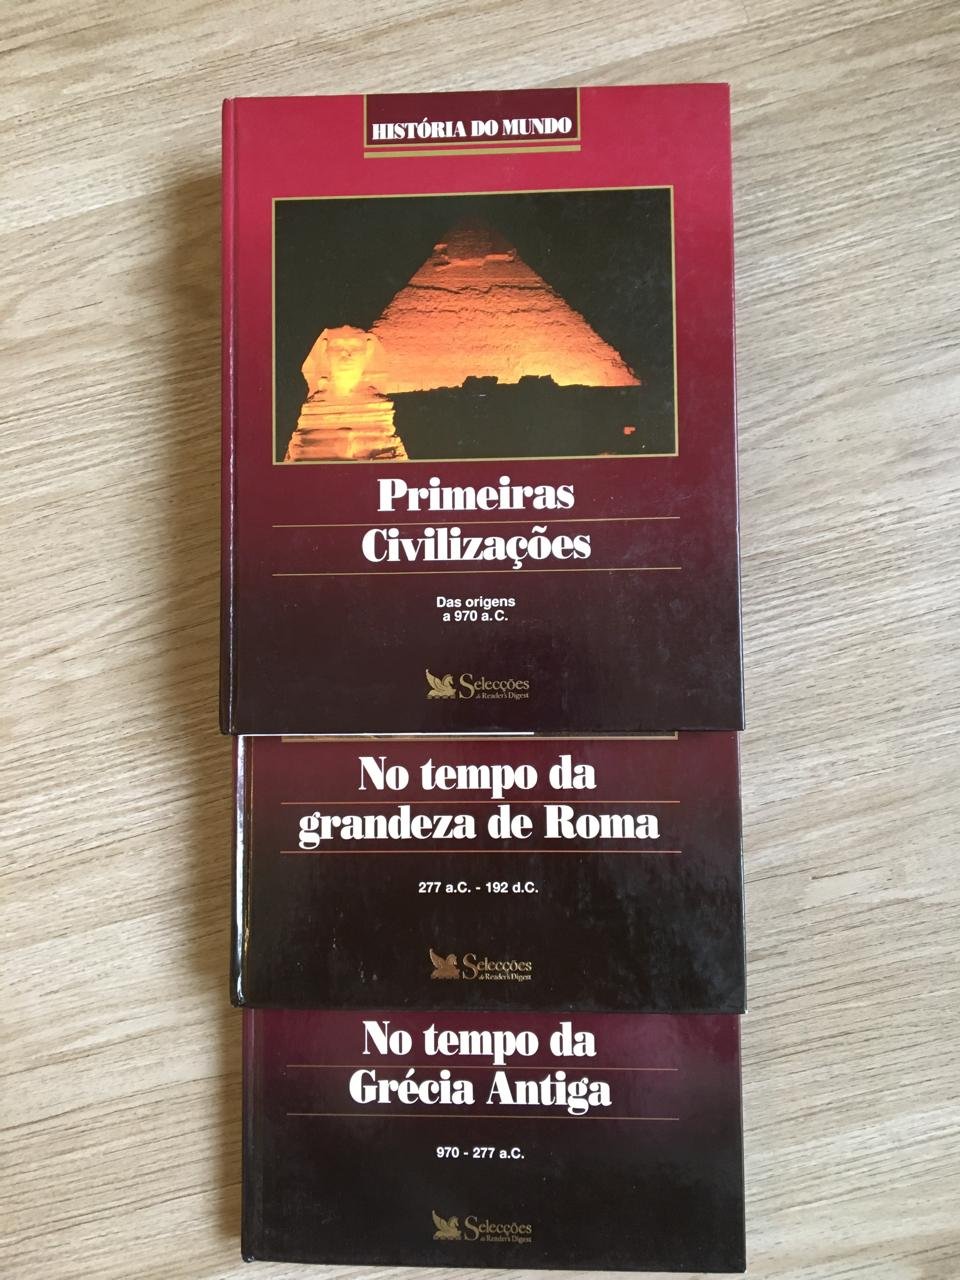 HISTÓRIA DO MUNDO
Primeiras
Civilizações
Das origens
a 970 a.C.
Selecções
do Reader's Digest
No tempo da
grandeza de Roma
277 a.C. - 192 d.C.
Selecções
do Reader's Digest
No tempo da
Grécia Antiga
970 - 277 a.C.
Selecções
do Reader's Digest